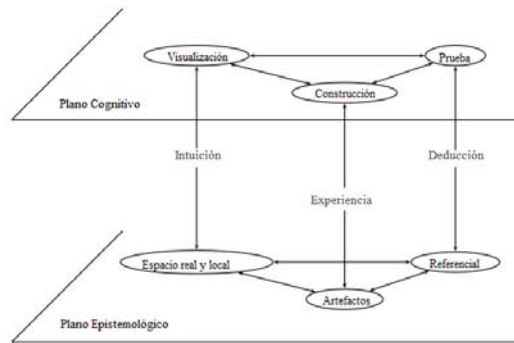 Visualización
Prueba
Construcción
Plano Cognitivo
Intuición
Deducción
Experiencia
Espacio real y local
Referencial
Artefactos
Plano Epistemológico